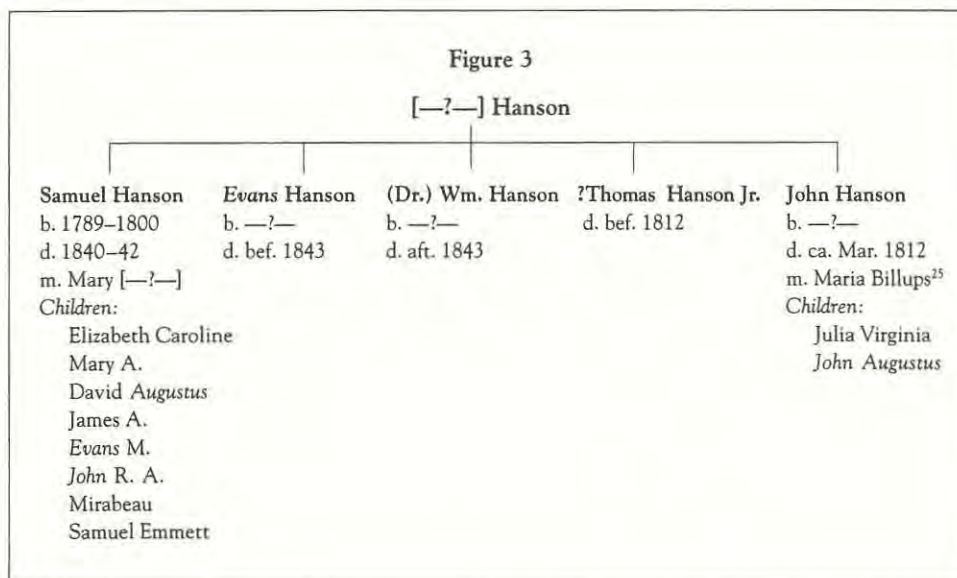 Figure 3
[—?—] Hanson
Samuel Hanson
b. 1789–1800
d. 1840–42
m. Mary [—?—]
Children:
Elizabeth Caroline
Mary A.
David Augustus
James A.
Evans M.
John R. A.
Mirabeau
Samuel Emmett
Evans Hanson
b. —?—
d. bef. 1843
(Dr.) Wm. Hanson
b. —?—
d. aft. 1843
?Thomas Hanson Jr.
d. bef. 1812
John Hanson
b. —?—
d. ca. Mar. 1812
m. Maria Billups²⁵
Children:
Julia Virginia
John Augustus